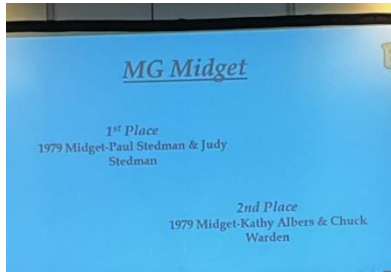 MG Midget
1st Place
1979 Midget-Paul Stedman & Judy
Stedman
2nd Place
1979 Midget-Kathy Albers & Chuck
Warden